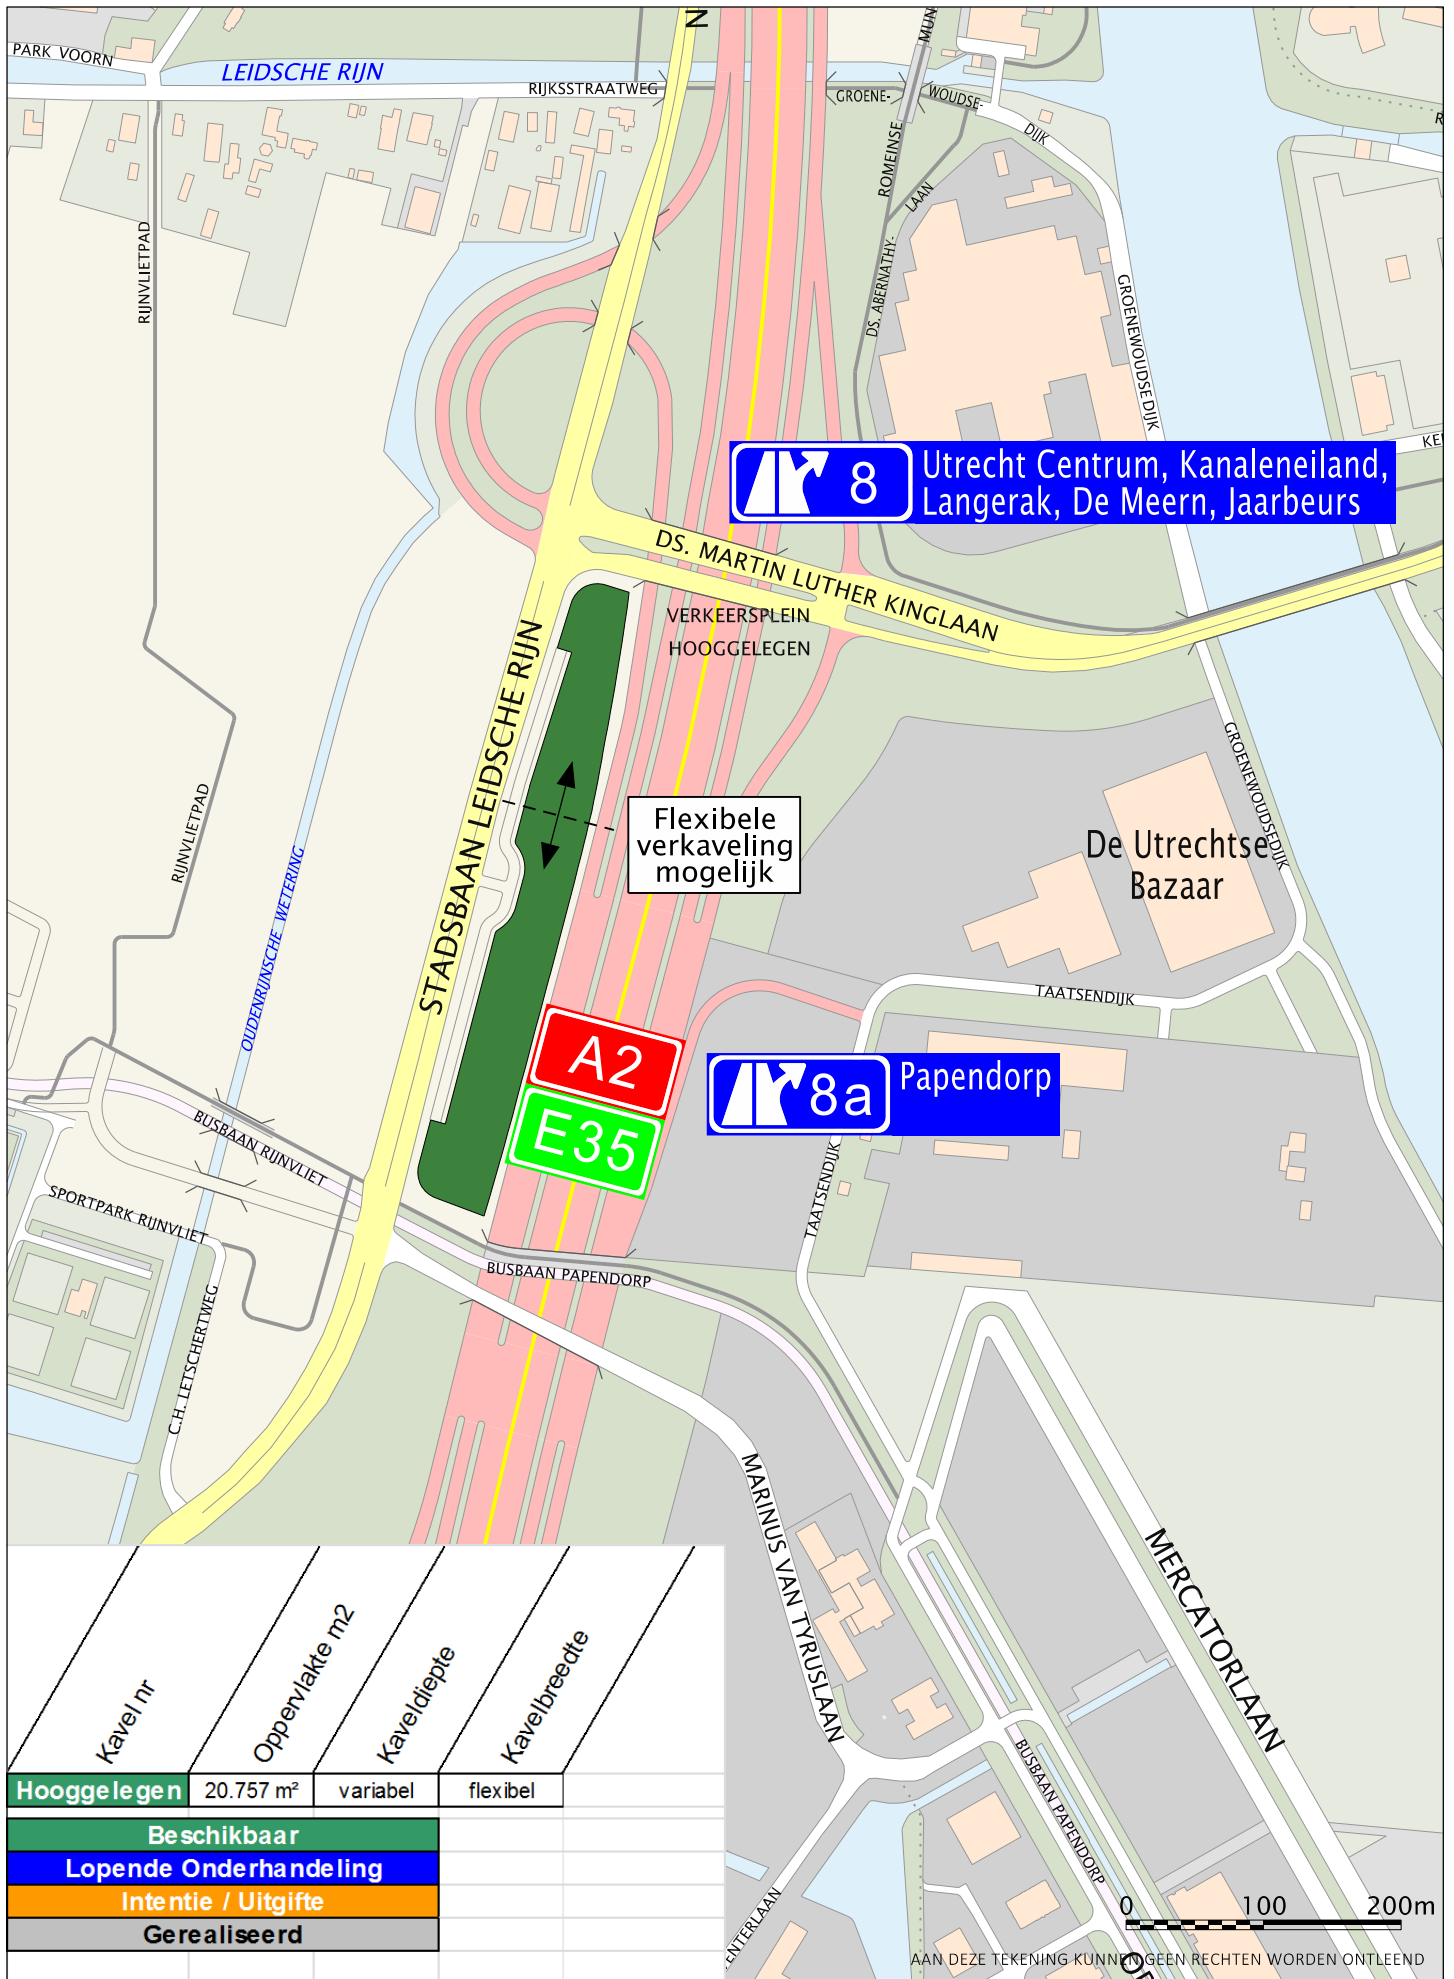 N
MUN
PARK VOORN
LEIDSCHE RIJN
RIJKSSTRAATWEG
GROENE-
WOUDSE-
DIJK
ROMEINSE
LAAN
RIJNVLIETPAD
DS. ABERNATHY-
GROENEWOUDSEDIJK
8
Utrecht Centrum, Kanaleneiland,
Langerak, De Meern, Jaarbeurs
DS. MARTIN LUTHER KINGLAAN
VERKEERSPLEIN
HOOGGELEGEN
STADSBAAN LEIDSCHE RIJN
GROENEWOUDSEDIJK
RIJNVLIETPAD
Flexibele
verkaveling
mogelijk
De Utrechtse
Bazaar
OUDENRIJNSCHE WETERING
TAATSENDIJK
A2
E35
8a
Papendorp
BUSBAAN RIJNVLIET
TAATSENDIJK
SPORTPARK RIJNVLIET
BUSBAAN PAPENDORP
C.H. LETSCHERTWEG
MARINUS VAN TYRUSLAAN
MERCATORLAAN
BUSBAAN PAPENDORP
ENTERLAAN
Kavel nr
Oppervlakte m2
Kaveldiepte
Kavelbreedte
Hooggelegen
20.757 m²
variabel
flexibel
Beschikbaar
Lopende Onderhandeling
Intentie / Uitgifte
Gerealiseerd
0 100 200m
AAN DEZE TEKENING KUNNEN GEEN RECHTEN WORDEN ONTLEEND